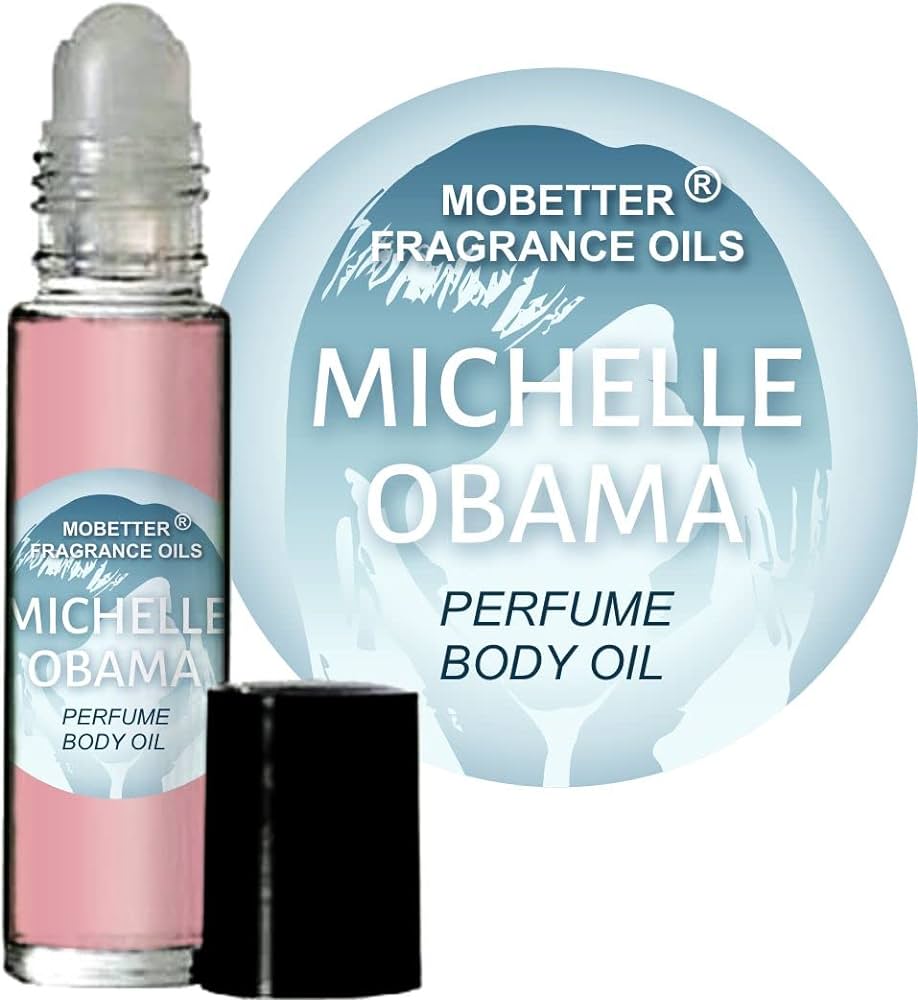 MOBETTER®
FRAGRANCE OILS
MICHELLE
OBAMA
PERFUME
BODY OIL
MOBETTER®
FRAGRANCE OILS
MICHELLE
OBAMA
PERFUME
BODY OIL